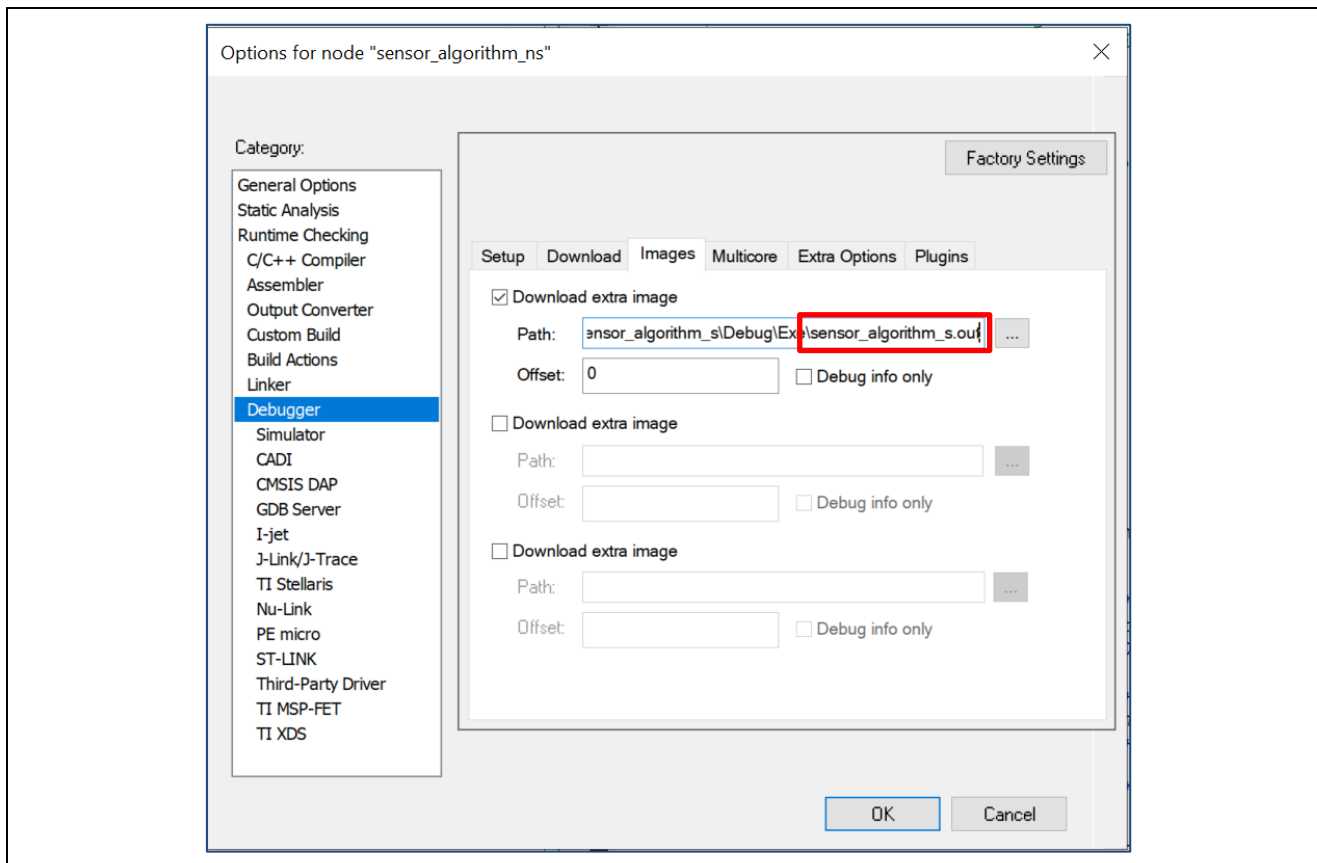 Options for node "sensor_algorithm_ns"
Category:
Factory Settings
General Options
Static Analysis
Runtime Checking
C/C++ Compiler
Assembler
Output Converter
Custom Build
Build Actions
Linker
Debugger
Simulator
CADI
CMSIS DAP
GDB Server
I-jet
J-Link/J-Trace
TI Stellaris
Nu-Link
PE micro
ST-LINK
Third-Party Driver
TI MSP-FET
TI XDS
Setup Download Images Multicore Extra Options Plugins
Download extra image
Path: ensor_algorithm_s\Debug\Exe\sensor_algorithm_s.out ...
Offset: 0 Debug info only
Download extra image
Path: ...
Offset: Debug info only
Download extra image
Path: ...
Offset: Debug info only
OK Cancel